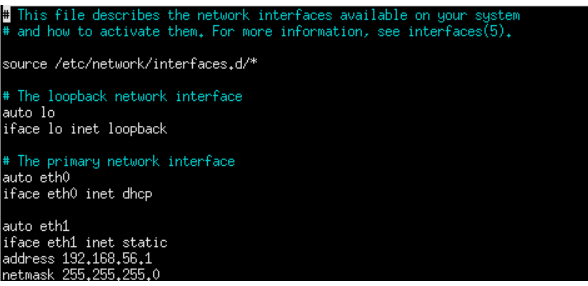 # This file describes the network interfaces available on your system
# and how to activate them. For more information, see interfaces(5).
source /etc/network/interfaces.d/*
# The loopback network interface
auto lo
iface lo inet loopback
# The primary network interface
auto eth0
iface eth0 inet dhcp
auto eth1
iface eth1 inet static
address 192.168.56.1
netmask 255.255.255.0